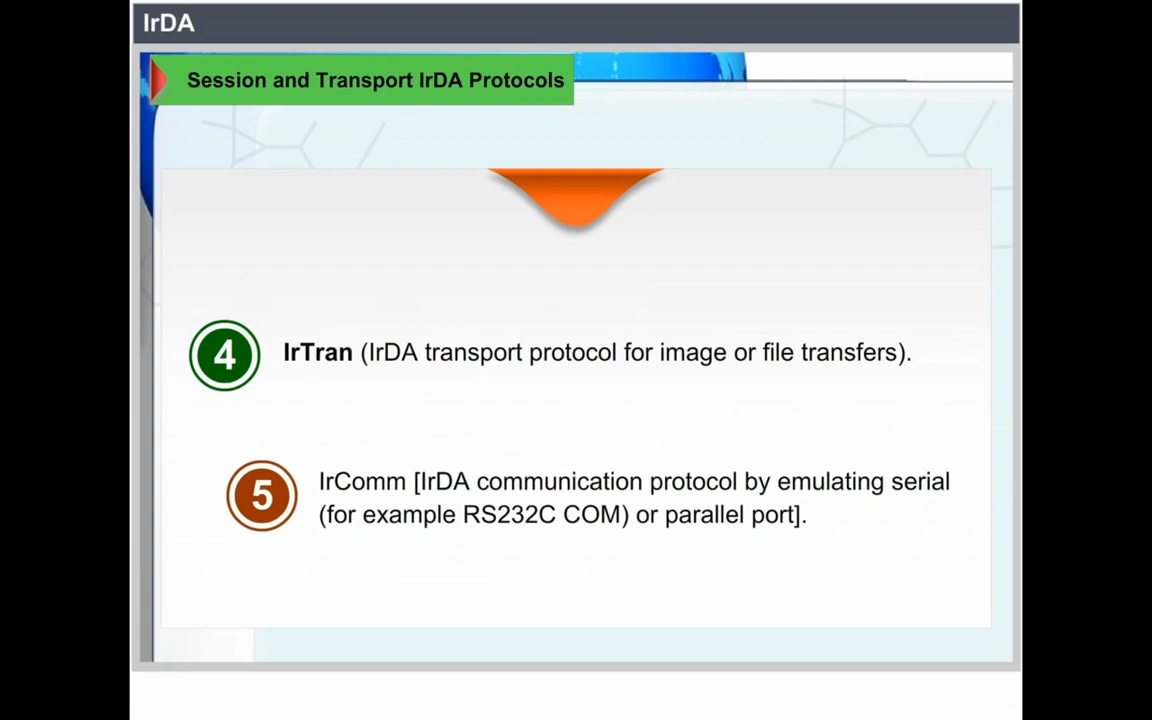 IrDA
Session and Transport IrDA Protocols
4
IrTran (IrDA transport protocol for image or file transfers).
5
IrComm [IrDA communication protocol by emulating serial
(for example RS232C COM) or parallel port].